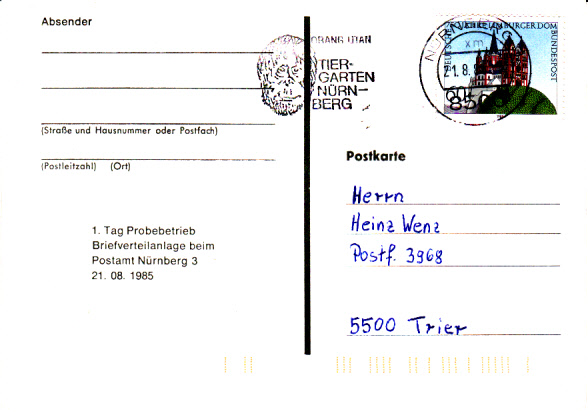 Absender
(Straße und Hausnummer oder Postfach)
(Postleitzahl) (Ort)
1. Tag Probebetrieb
Briefverteilanlage beim
Postamt Nürnberg 3
21. 08. 1985
ORANG UTAN
TIER-
GARTEN
NÜRN-
BERG
LIMBURGER DOM
BUNDESPOST
21.8.
8500
Postkarte
Herrn
Heinz Wenz
Postf. 3968
5500 Trier